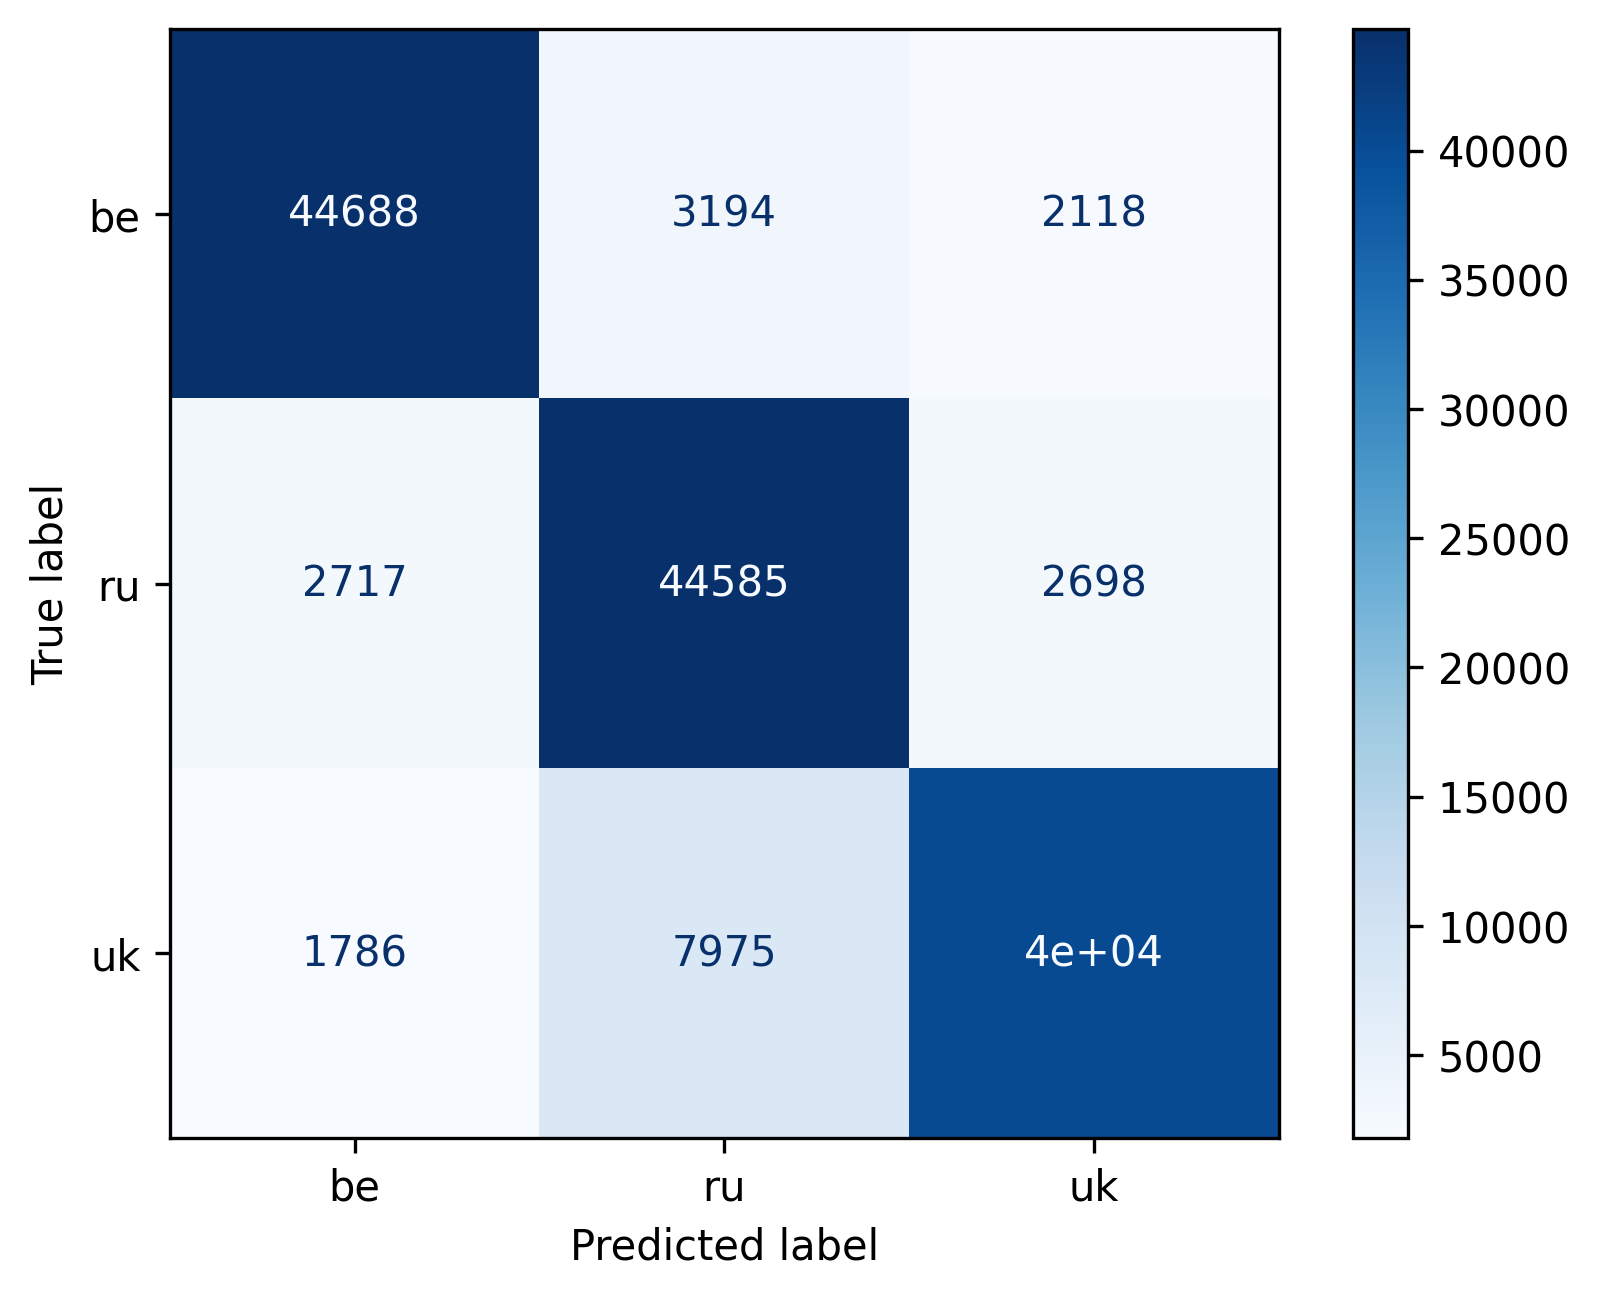 be 44688 3194 2118
ru 2717 44585 2698
uk 1786 7975 4e+04
be ru uk
Predicted label
True label
40000
35000
30000
25000
20000
15000
10000
5000